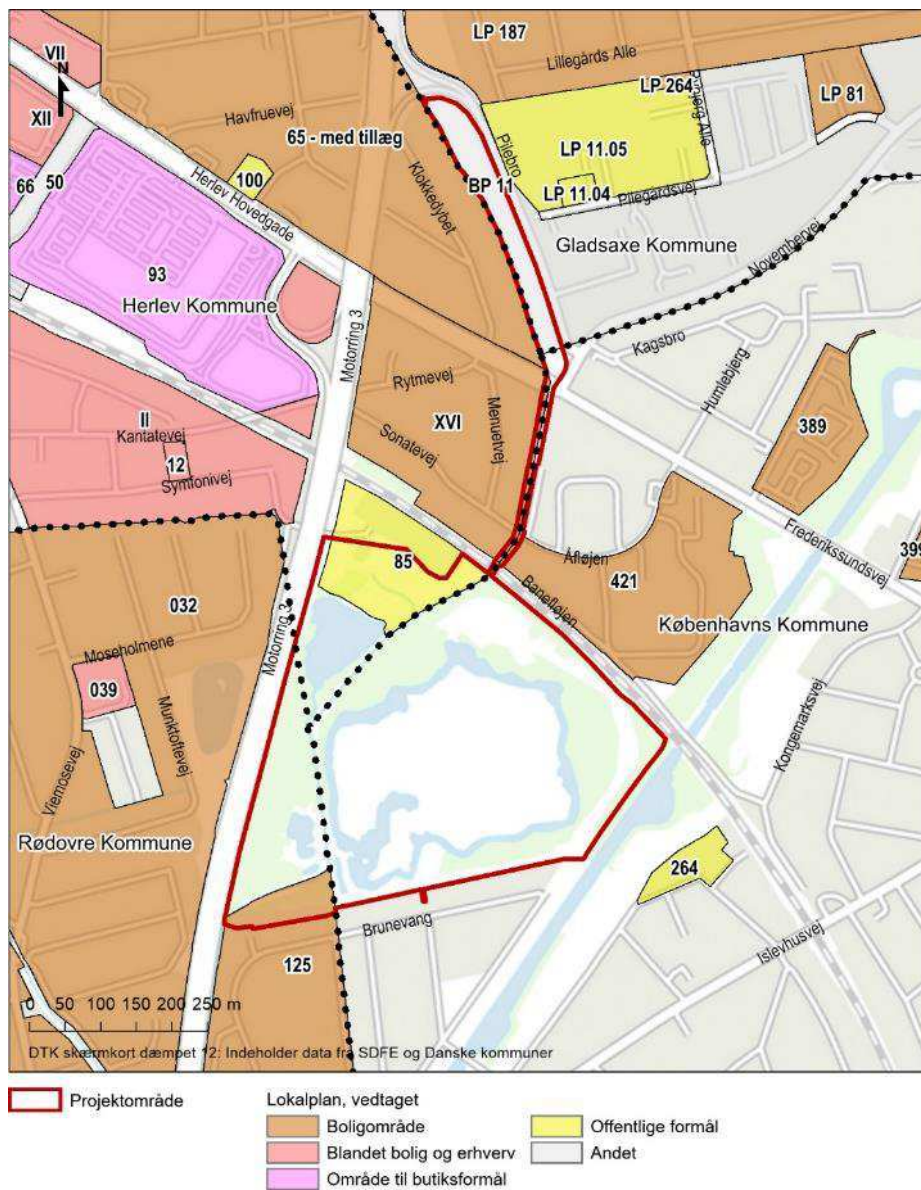 LP 187
VII
N
Lillegårds Alle
LP 264
LP 81
XII
Havfruevej
65 - med tillæg
Pilebro
LP 11.05
100
Klokkedybet
BP 11
LP 11.04
Pilegårdsvej
66
50
Herlev Hovedgade
Gladsaxe Kommune
Novembervej
93
Herlev Kommune
Motorring 3
Kagsbro
Humlebjerg
Rytmevej
XVI
Menuetvej
Sonatevej
II
Kantatevej
12
Symfonivej
389
Frederikssundsvej
399
Åfløjen
421
85
Banefløjen
032
Københavns Kommune
Motorring 3
Moseholmene
039
Munktoftevej
Viemosevej
Kongemarksvej
Rødovre Kommune
264
Brunevang
Islevhusvej
125
0 50 100 150 200 250 m
DTK skærmkort dæmpet 12: Indeholder data fra SDFE og Danske kommuner
Projektområde
Lokalplan, vedtaget
Boligområde
Offentlige formål
Blandet bolig og erhverv
Andet
Område til butiksformål